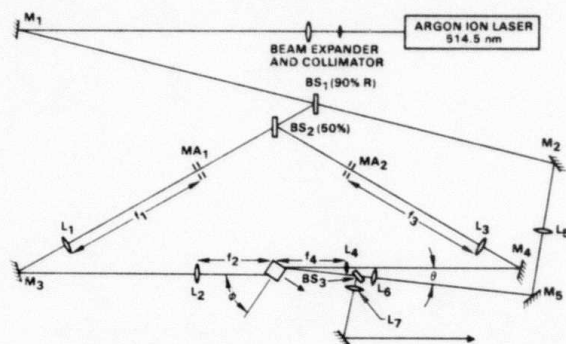 M1
ARGON ION LASER
514.5 nm
BEAM EXPANDER
AND COLLIMATOR
BS1 (90% R)
BS2 (50%)
M2
MA1
MA2
L5
L1
f1
f3
L3
M4
f2
f4
L4
θ
M3
L2
ϕ
BS3
L6
M5
L7